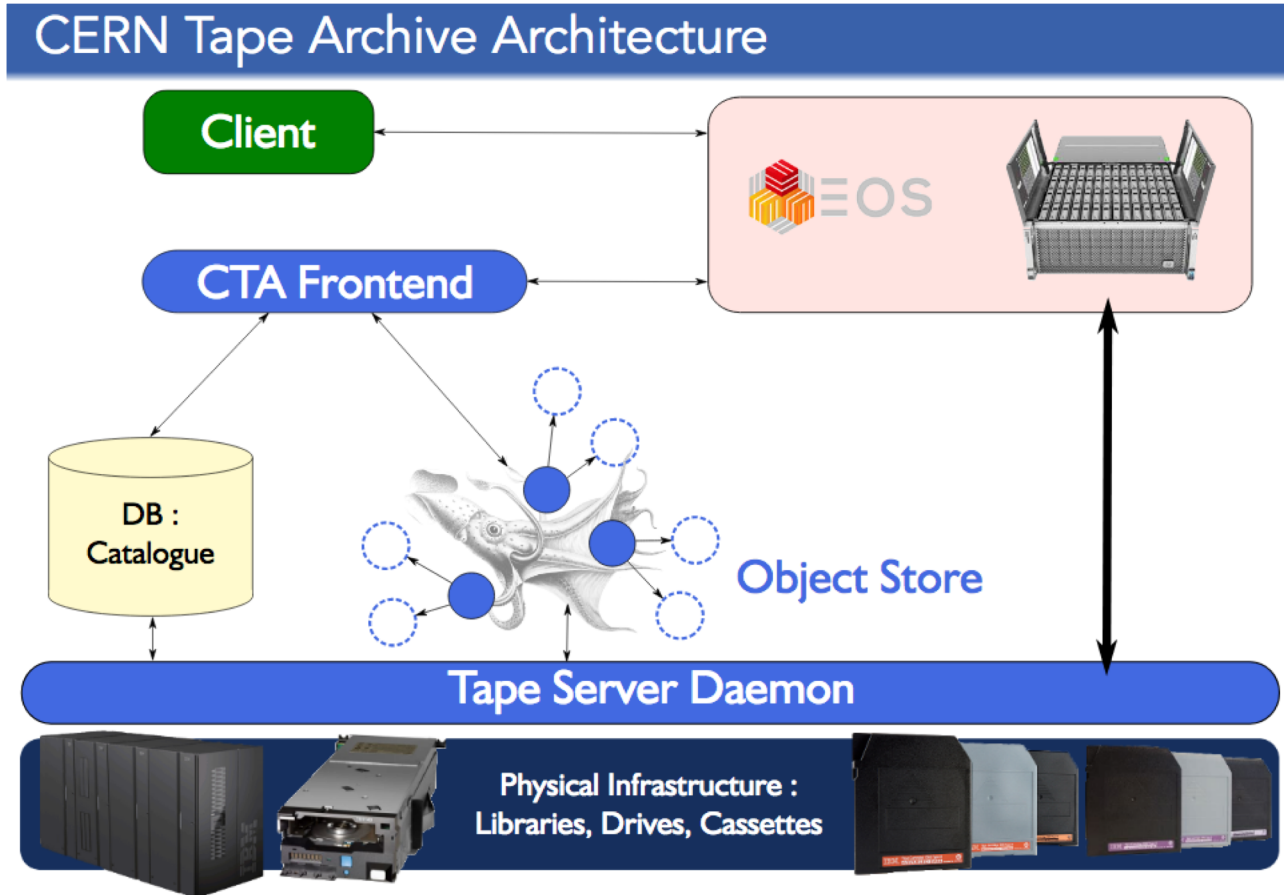 CERN Tape Archive Architecture
Client
EOS
CTA Frontend
DB :
Catalogue
Object Store
Tape Server Daemon
Physical Infrastructure :
Libraries, Drives, Cassettes
IBM